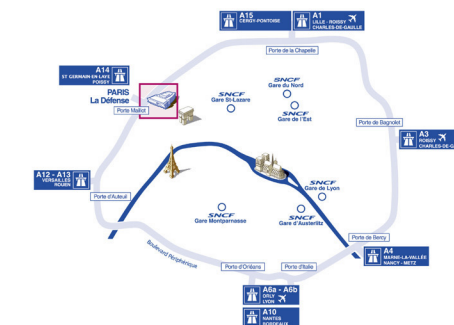 A15
CERGY-PONTOISE
A1
LILLE - ROISSY
CHARLES-DE-GAULLE
Porte de la Chapelle
A14
ST GERMAIN EN LAYE
POISSY
PARIS
La Défense
Porte Maillot
SNCF
Gare du Nord
SNCF
Gare St-Lazare
SNCF
Gare de l'Est
Porte de Bagnolet
A3
ROISSY
CHARLES-DE-G
A12 - A13
VERSAILLES
ROUEN
Porte d'Auteuil
SNCF
Gare de Lyon
SNCF
Gare Montparnasse
SNCF
Gare d'Austerlitz
Boulevard Périphérique
Porte de Bercy
A4
MARNE-LA-VALLÉE
NANCY - METZ
Porte d'Orléans
Porte d'Italie
A6a - A6b
ORLY
LYON
A10
NANTES
BORDEAUX